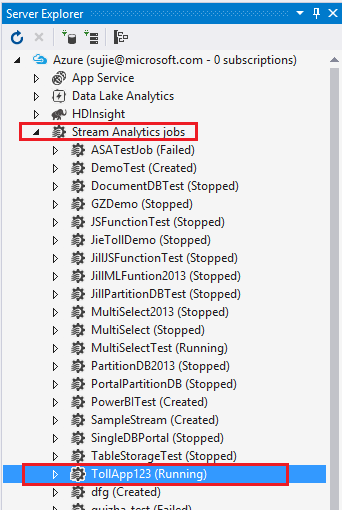 Server Explorer
Azure (sujie@microsoft.com - 0 subscriptions)
App Service
Data Lake Analytics
HDInsight
Stream Analytics jobs
ASATestJob (Failed)
DemoTest (Created)
DocumentDBTest (Stopped)
GZDemo (Stopped)
JSFunctionTest (Stopped)
JieTollDemo (Stopped)
JillJSFunctionTest (Stopped)
JillMLFuntion2013 (Stopped)
JillPartitionDBTest (Stopped)
MultiSelect2013 (Stopped)
MultiSelect (Stopped)
MultiSelectTest (Running)
PartitionDB2013 (Stopped)
PortalPartitionDB (Stopped)
PowerBITest (Created)
SampleStream (Created)
SingleDBPortal (Stopped)
TableStorageTest (Stopped)
TollApp123 (Running)
dfg (Created)
guizha-test (Failed)